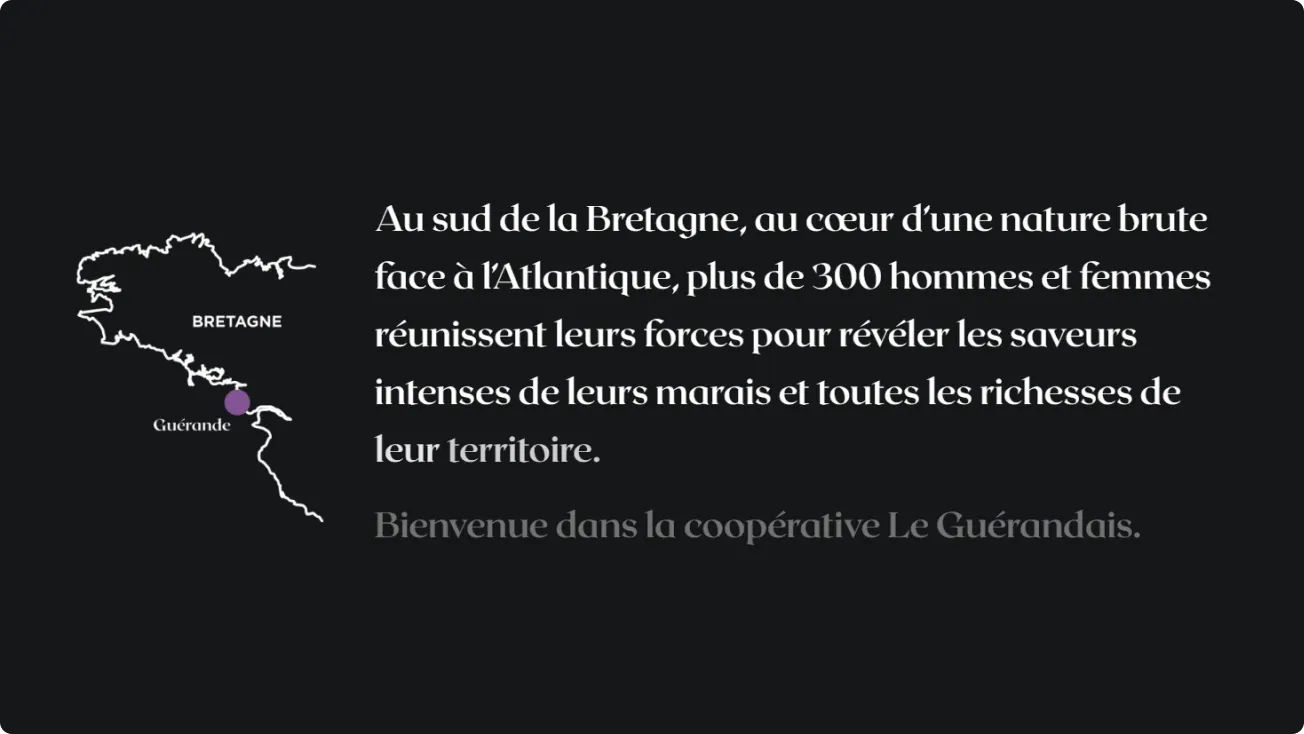 BRETAGNE
Guérande
Au sud de la Bretagne, au cœur d’une nature brute
face à l’Atlantique, plus de 300 hommes et femmes
réunissent leurs forces pour révéler les saveurs
intenses de leurs marais et toutes les richesses de
leur territoire.
Bienvenue dans la coopérative Le Guérandais.